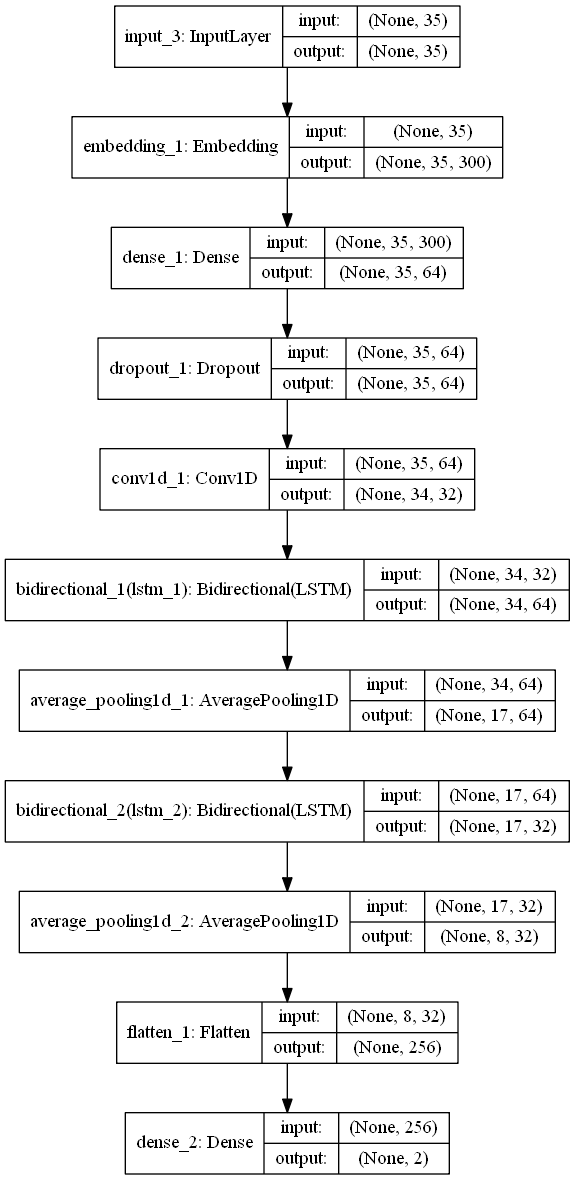 input_3: InputLayer
input: (None, 35)
output: (None, 35)
embedding_1: Embedding
input: (None, 35)
output: (None, 35, 300)
dense_1: Dense
input: (None, 35, 300)
output: (None, 35, 64)
dropout_1: Dropout
input: (None, 35, 64)
output: (None, 35, 64)
conv1d_1: Conv1D
input: (None, 35, 64)
output: (None, 34, 32)
bidirectional_1(lstm_1): Bidirectional(LSTM)
input: (None, 34, 32)
output: (None, 34, 64)
average_pooling1d_1: AveragePooling1D
input: (None, 34, 64)
output: (None, 17, 64)
bidirectional_2(lstm_2): Bidirectional(LSTM)
input: (None, 17, 64)
output: (None, 17, 32)
average_pooling1d_2: AveragePooling1D
input: (None, 17, 32)
output: (None, 8, 32)
flatten_1: Flatten
input: (None, 8, 32)
output: (None, 256)
dense_2: Dense
input: (None, 256)
output: (None, 2)